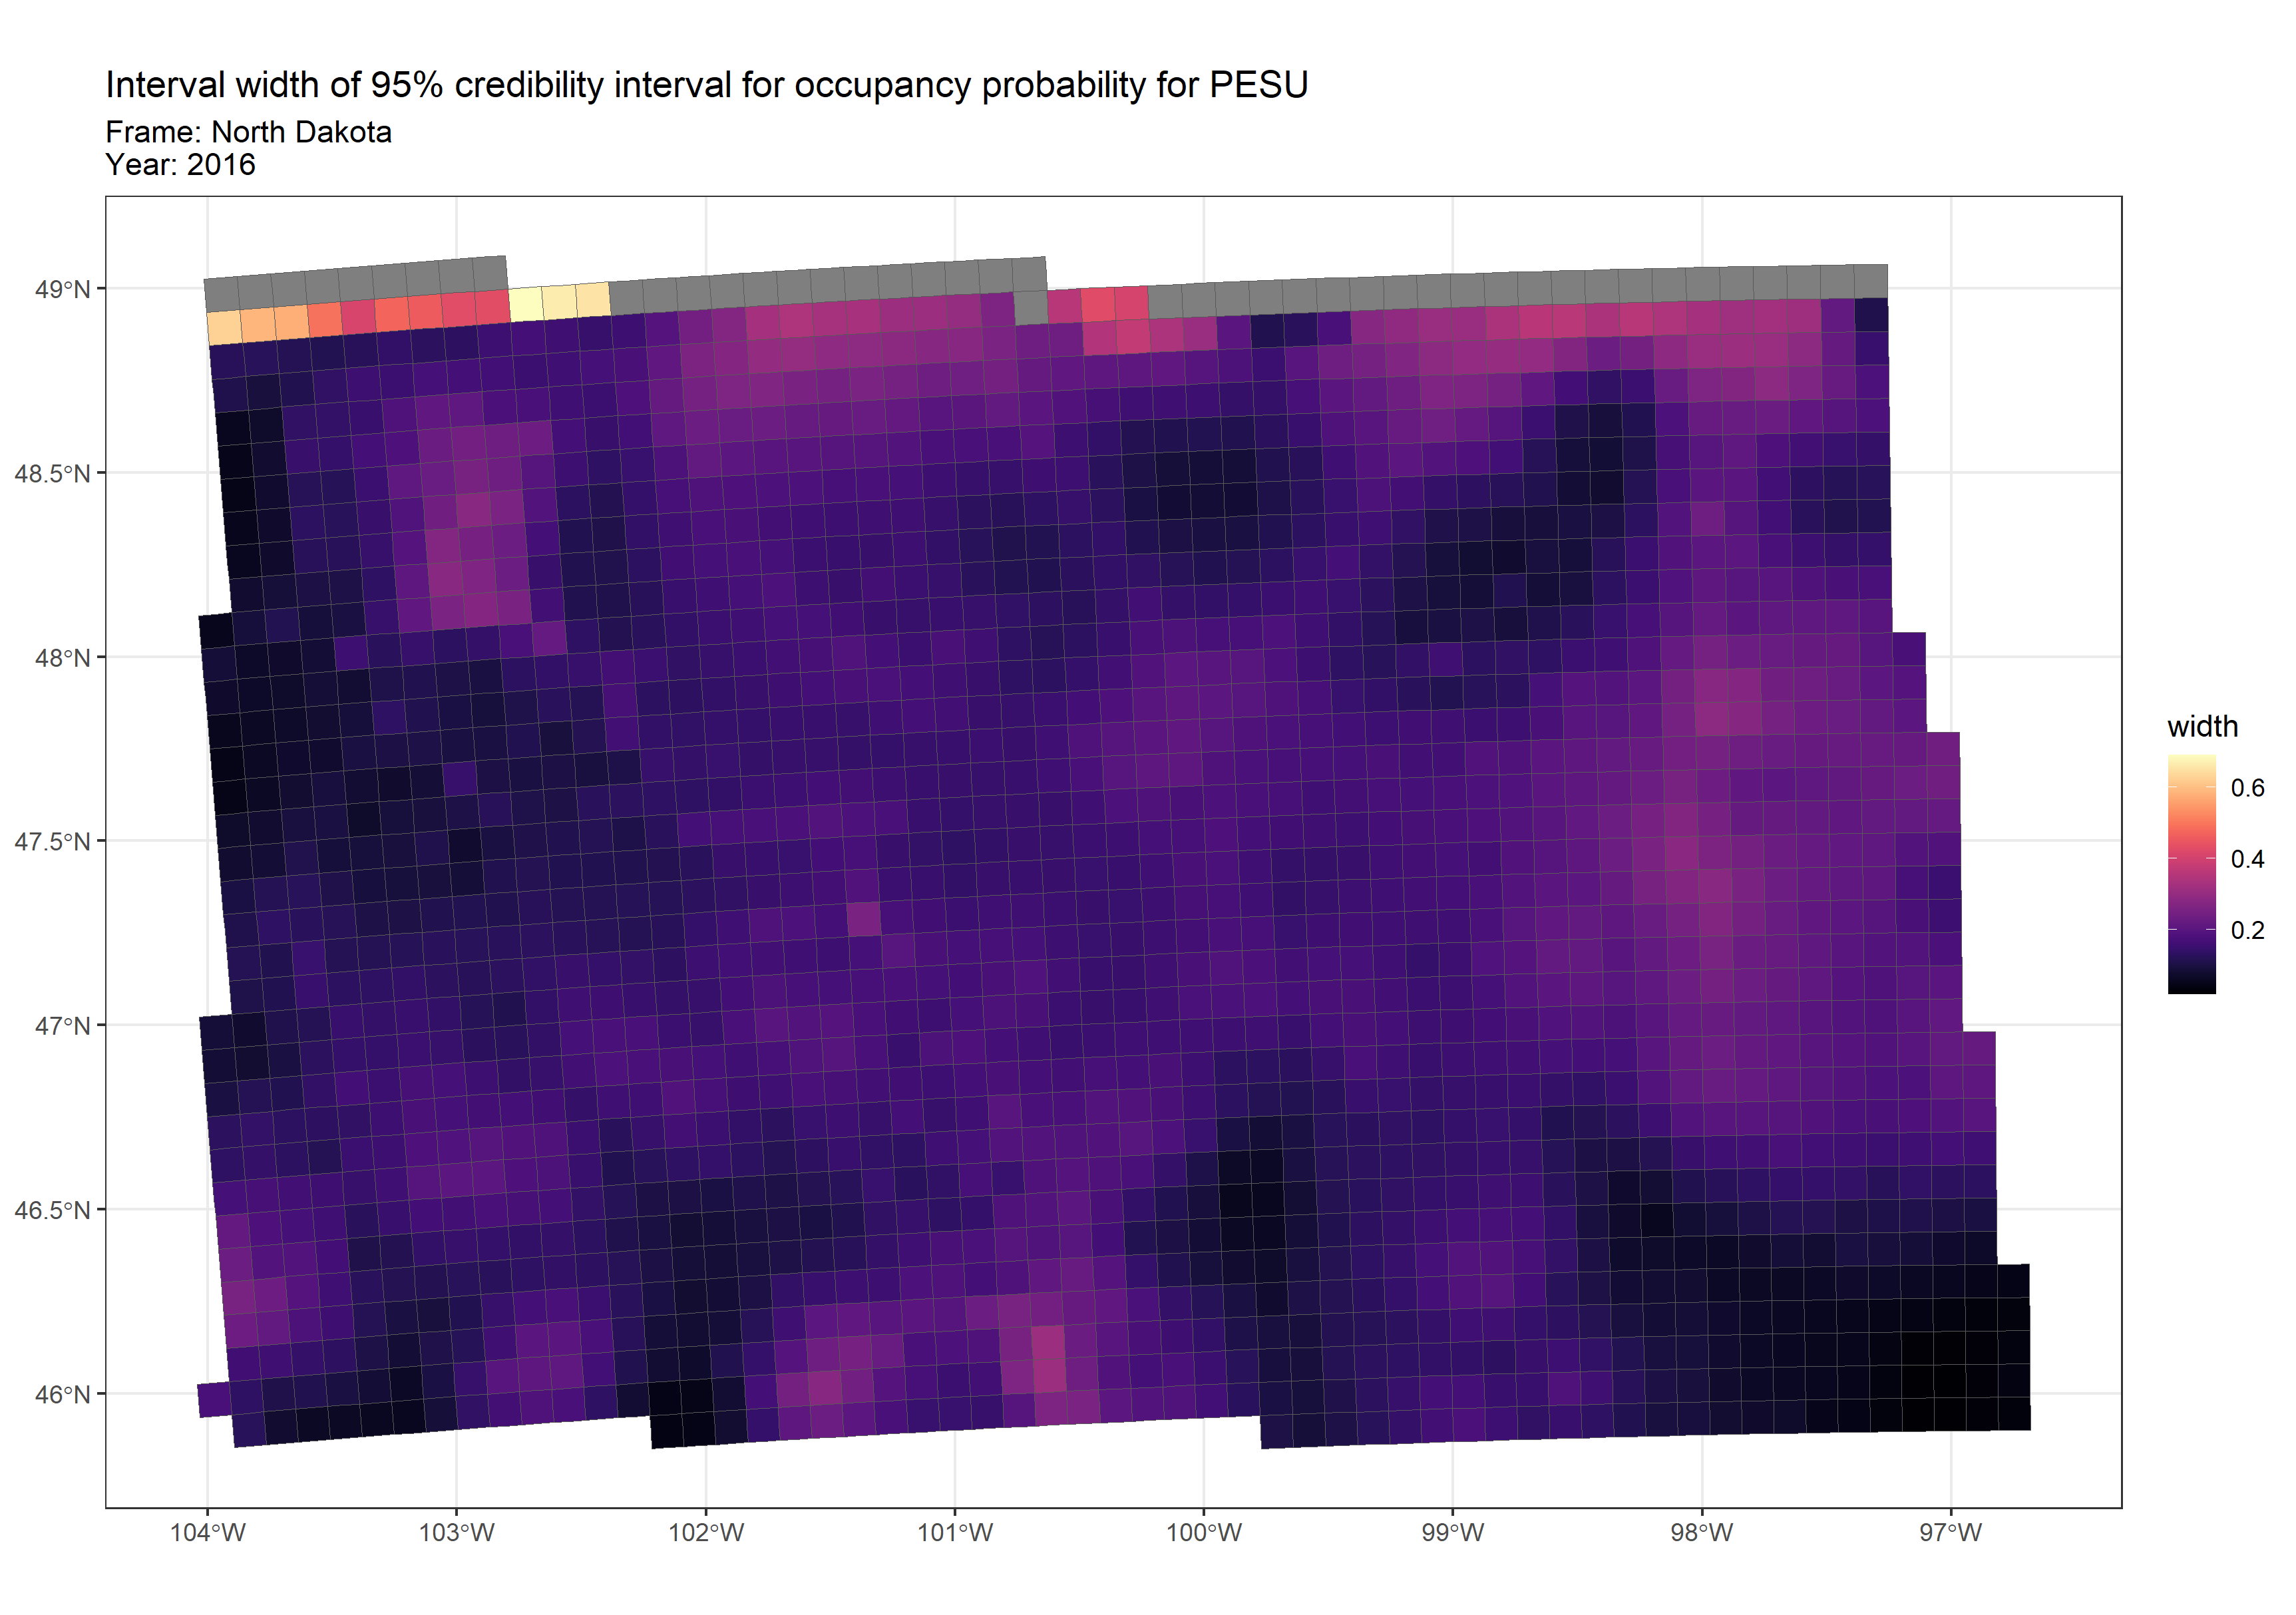 Interval width of 95% credibility interval for occupancy probability for PESU
Frame: North Dakota
Year: 2016
49°N
48.5°N
48°N
47.5°N
47°N
46.5°N
46°N
104°W 103°W 102°W 101°W 100°W 99°W 98°W 97°W
width
0.6
0.4
0.2